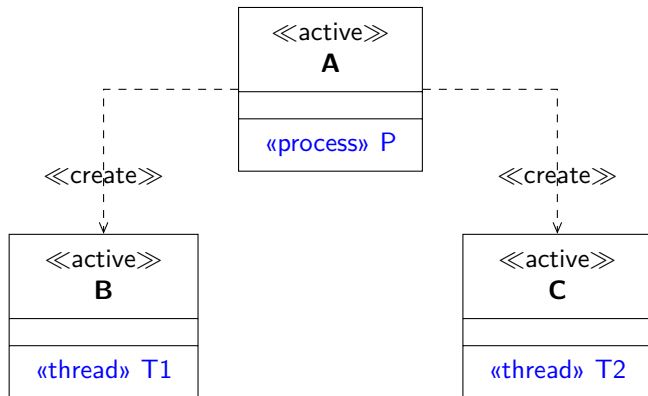 ≪active≫
A
«process» P
≪create≫
≪create≫
≪active≫
B
«thread» T1
≪active≫
C
«thread» T2